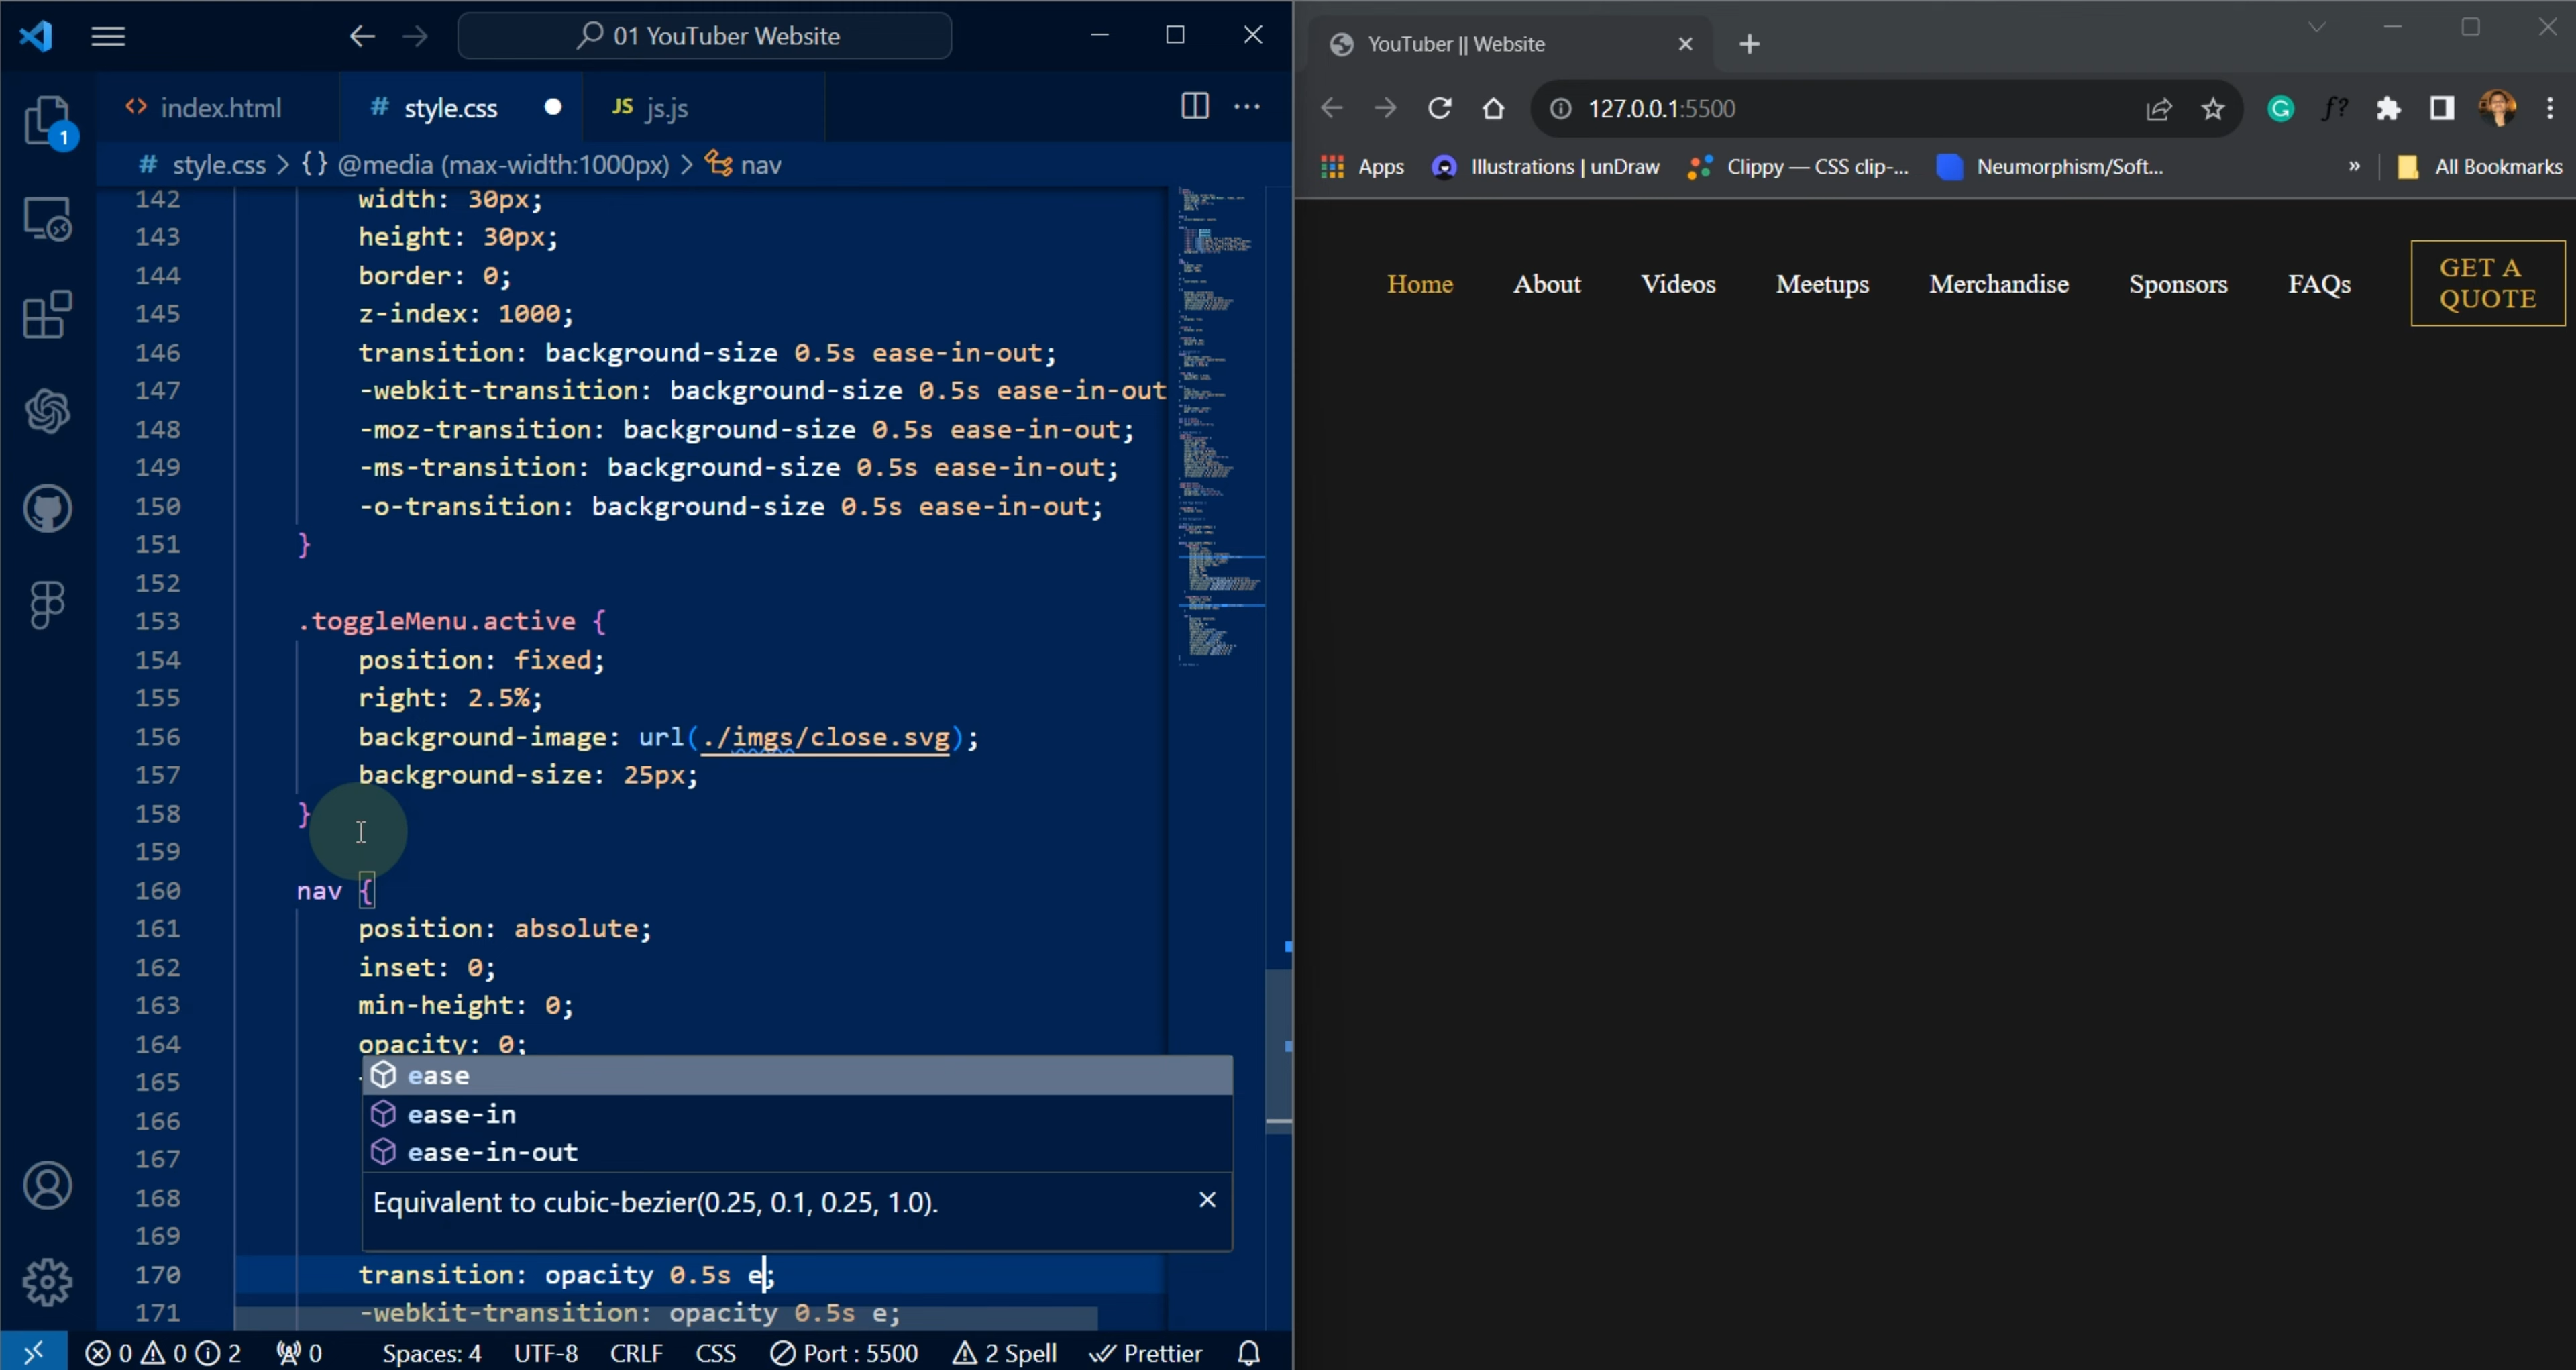 01 YouTuber Website
1
<> index.html
# style.css
JS js.js
# style.css > {} @media (max-width:1000px) > nav
142 width: 30px;
143 height: 30px;
144 border: 0;
145 z-index: 1000;
146 transition: background-size 0.5s ease-in-out;
147 -webkit-transition: background-size 0.5s ease-in-out
148 -moz-transition: background-size 0.5s ease-in-out;
149 -ms-transition: background-size 0.5s ease-in-out;
150 -o-transition: background-size 0.5s ease-in-out;
151 }
152
153 .toggleMenu.active {
154 position: fixed;
155 right: 2.5%;
156 background-image: url(./imgs/close.svg);
157 background-size: 25px;
158 }
159
160 nav {
161 position: absolute;
162 inset: 0;
163 min-height: 0;
164 opacity: 0;
165
166
167
168
169
ease
ease-in
ease-in-out
Equivalent to cubic-bezier(0.25, 0.1, 0.25, 1.0).
170 transition: opacity 0.5s e;
171 -webkit-transition: opacity 0.5s e;
0 0 2 0 Spaces: 4 UTF-8 CRLF CSS Port : 5500 2 Spell Prettier
YouTuber || Website
127.0.0.1:5500
f?
Apps Illustrations | unDraw Clippy — CSS clip-... Neumorphism/Soft... » All Bookmarks
Home About Videos Meetups Merchandise Sponsors FAQs
GET A
QUOTE